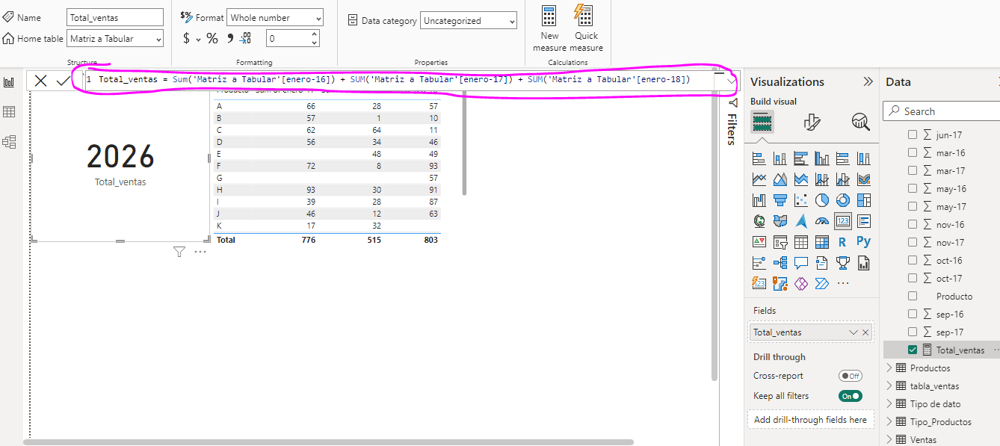 Name Total_ventas
Home table Matriz a Tabular
Structure
Format Whole number
$ % 0
Formatting
Data category Uncategorized
Properties
New measure
Quick measure
Calculations
1 Total_ventas = Sum('Matriz a Tabular'[enero-16]) + SUM('Matriz a Tabular'[enero-17]) + SUM('Matriz a Tabular'[enero-18])
2026
Total_ventas
A 66 28 57
B 57 1 10
C 62 64 11
D 56 34 46
E 48 49
F 72 8 93
G 57
H 93 30 91
I 39 28 87
J 46 12 63
K 17 32
Total 776 515 803
Filters
Visualizations
Build visual
123
R Py
123
Fields
Total_ventas
Drill through
Cross-report Off
Keep all filters On
Add drill-through fields here
Data
Search
jun-17
mar-16
mar-17
may-16
may-17
nov-16
nov-17
oct-16
oct-17
Producto
sep-16
sep-17
Total_ventas
Productos
tabla_ventas
Tipo de dato
Tipo_Productos
Ventas